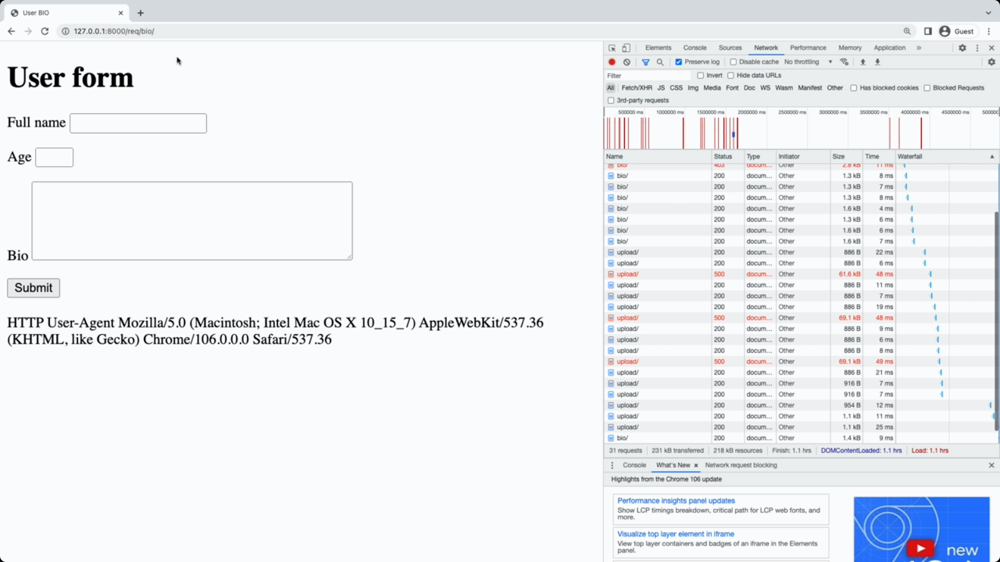 User BIO
127.0.0.1:8000/req/bio/
Guest
User form
Full name
Age
Bio
Submit
HTTP User-Agent Mozilla/5.0 (Macintosh; Intel Mac OS X 10_15_7) AppleWebKit/537.36
(KHTML, like Gecko) Chrome/106.0.0.0 Safari/537.36
Elements Console Sources Network Performance Memory Application »
Preserve log Disable cache No throttling
Filter Invert Hide data URLs
All Fetch/XHR JS CSS Img Media Font Doc WS Wasm Manifest Other Has blocked cookies Blocked Requests
3rd-party requests
500000 ms 1000000 ms 1500000 ms 2000000 ms 2500000 ms 3000000 ms 3500000 ms 4000000 ms 4500000 ms
Name Status Type Initiator Size Time Waterfall
bio/ 403 docum... Other 2.8 kB 11 ms
bio/ 200 docum... Other 1.3 kB 8 ms
bio/ 200 docum... Other 1.3 kB 7 ms
bio/ 200 docum... Other 1.3 kB 8 ms
bio/ 200 docum... Other 1.6 kB 4 ms
bio/ 200 docum... Other 1.3 kB 6 ms
bio/ 200 docum... Other 1.6 kB 6 ms
bio/ 200 docum... Other 1.6 kB 7 ms
upload/ 200 docum... Other 886 B 22 ms
upload/ 200 docum... Other 886 B 6 ms
upload/ 500 docum... Other 61.6 kB 48 ms
upload/ 200 docum... Other 886 B 11 ms
upload/ 200 docum... Other 886 B 7 ms
upload/ 200 docum... Other 886 B 19 ms
upload/ 500 docum... Other 69.1 kB 48 ms
upload/ 200 docum... Other 886 B 9 ms
upload/ 200 docum... Other 886 B 6 ms
upload/ 200 docum... Other 886 B 8 ms
upload/ 500 docum... Other 69.1 kB 49 ms
upload/ 200 docum... Other 886 B 21 ms
upload/ 200 docum... Other 916 B 7 ms
upload/ 200 docum... Other 916 B 7 ms
upload/ 200 docum... Other 954 B 12 ms
upload/ 200 docum... Other 1.1 kB 11 ms
upload/ 200 docum... Other 1.1 kB 25 ms
bio/ 200 docum... Other 1.4 kB 9 ms
31 requests 231 kB transferred 218 kB resources Finish: 1.1 hrs DOMContentLoaded: 1.1 hrs Load: 1.1 hrs
Console What's New Network request blocking
Highlights from the Chrome 106 update
Performance insights panel updates
Show LCP timings breakdown, critical path for LCP web fonts, and
more.
Visualize top layer element in iframe
View top layer containers and badges of an iframe in the Elements
panel.
new